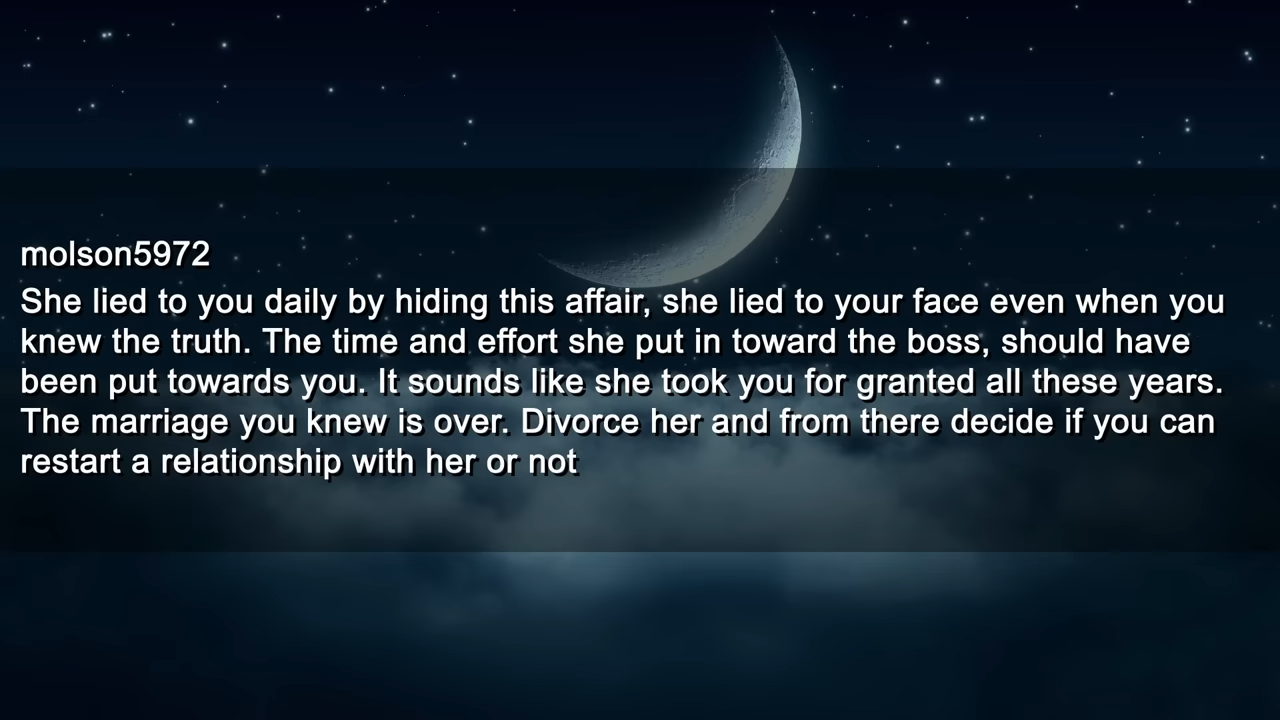 molson5972
She lied to you daily by hiding this affair, she lied to your face even when you
knew the truth. The time and effort she put in toward the boss, should have
been put towards you. It sounds like she took you for granted all these years.
The marriage you knew is over. Divorce her and from there decide if you can
restart a relationship with her or not